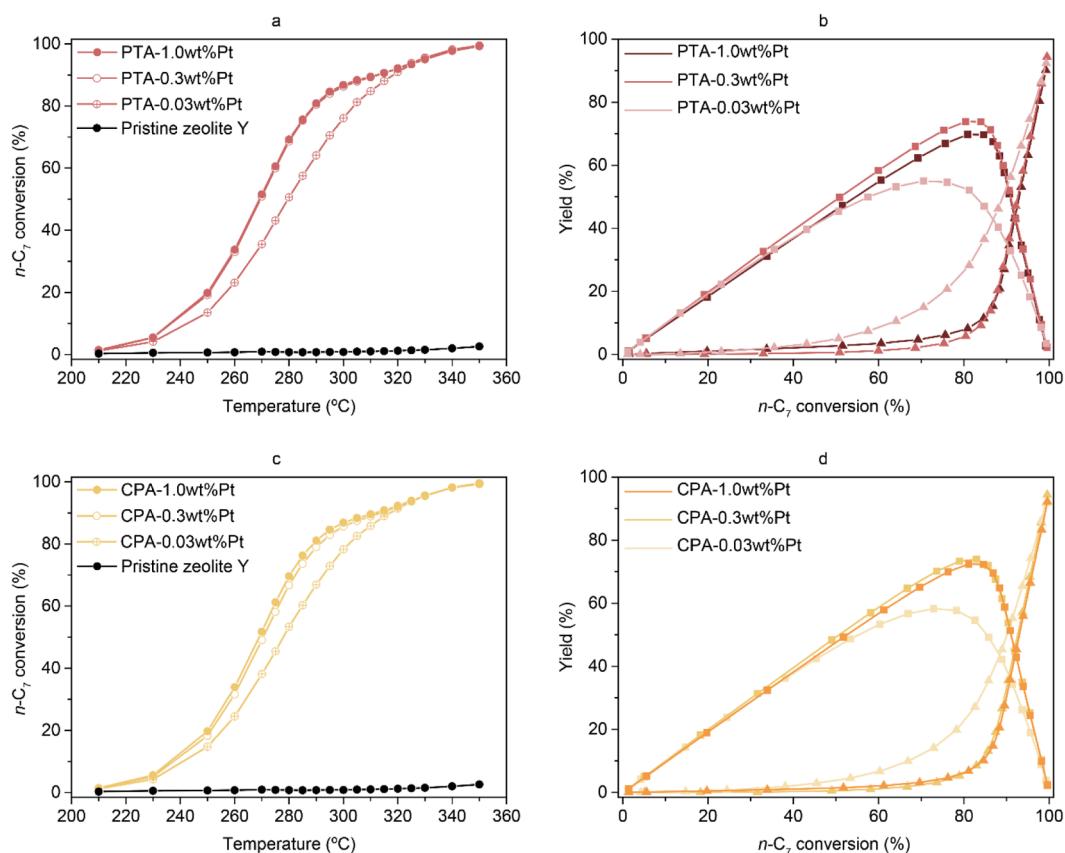 a
PTA-1.0wt%Pt
PTA-0.3wt%Pt
PTA-0.03wt%Pt
Pristine zeolite Y
100
80
60
40
20
0
n-C₇ conversion (%)
200 220 240 260 280 300 320 340 360
Temperature (ºC)
b
PTA-1.0wt%Pt
PTA-0.3wt%Pt
PTA-0.03wt%Pt
100
80
60
40
20
0
Yield (%)
0 20 40 60 80 100
n-C₇ conversion (%)
c
CPA-1.0wt%Pt
CPA-0.3wt%Pt
CPA-0.03wt%Pt
Pristine zeolite Y
100
80
60
40
20
0
n-C₇ conversion (%)
200 220 240 260 280 300 320 340 360
Temperature (ºC)
d
CPA-1.0wt%Pt
CPA-0.3wt%Pt
CPA-0.03wt%Pt
100
80
60
40
20
0
Yield (%)
0 20 40 60 80 100
n-C₇ conversion (%)